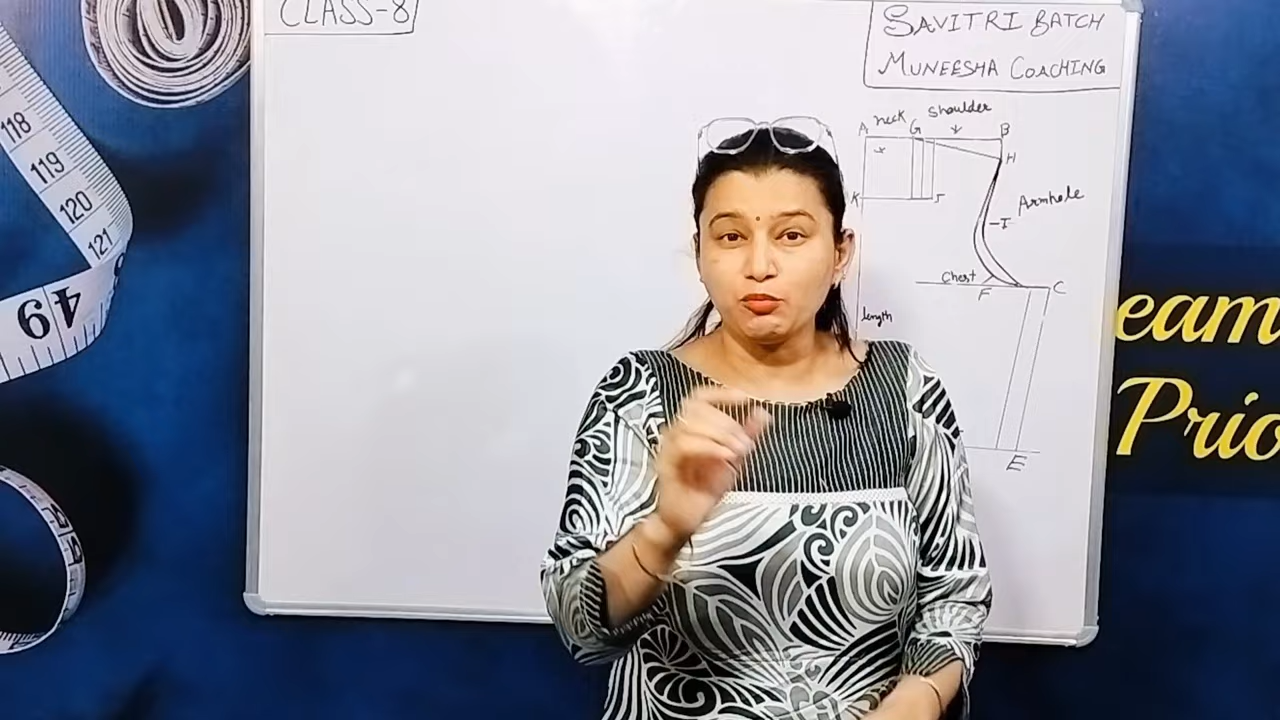 CLASS-8
SAVITRI BATCH
MUNEESHA COACHING
neck shoulder
A G B
x
H
K J
Armhole
I
chest
F C
length
E
118
119
120
121
49
eam
Prio